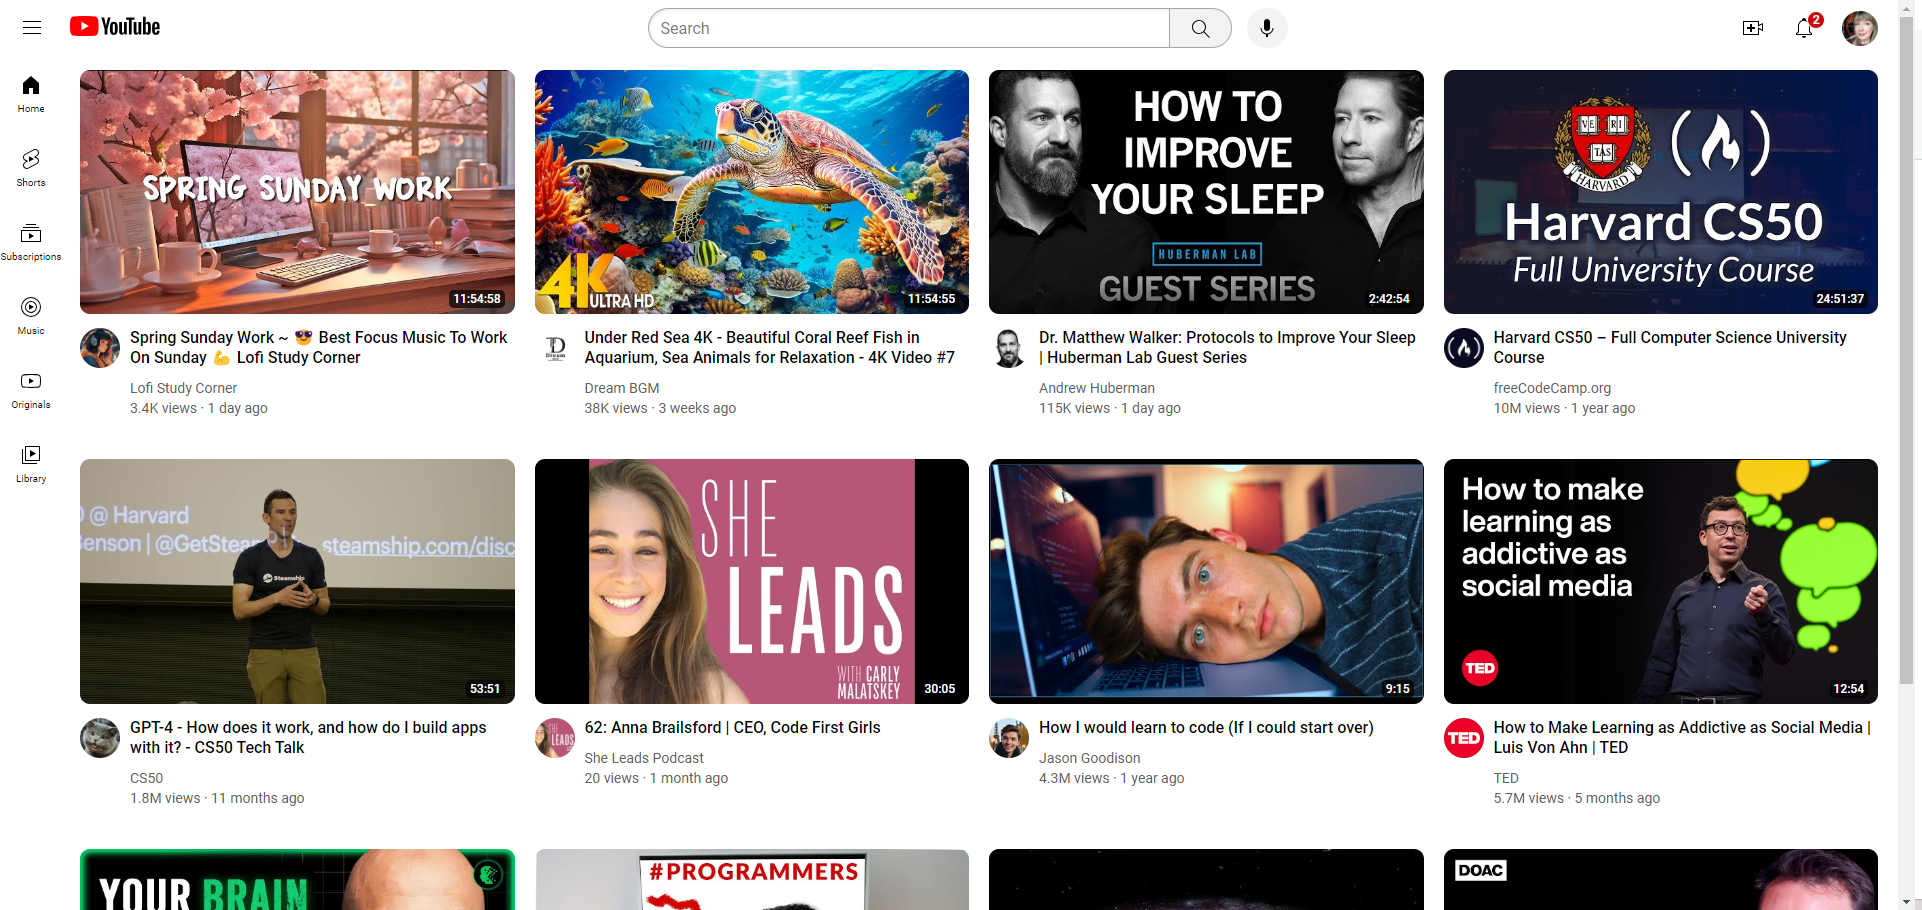 YouTube
Search
2
Home
Shorts
Subscriptions
Music
Originals
Library
SPRING SUNDAY WORK
11:54:58
Spring Sunday Work ~ 😎 Best Focus Music To Work
On Sunday 💪 Lofi Study Corner
Lofi Study Corner
3.4K views · 1 day ago
4K
ULTRA HD
11:54:55
Dream
Under Red Sea 4K - Beautiful Coral Reef Fish in
Aquarium, Sea Animals for Relaxation - 4K Video #7
Dream BGM
38K views · 3 weeks ago
HOW TO
IMPROVE
YOUR SLEEP
HUBERMAN LAB
GUEST SERIES
2:42:54
Dr. Matthew Walker: Protocols to Improve Your Sleep
| Huberman Lab Guest Series
Andrew Huberman
115K views · 1 day ago
VE RI
TAS
HARVARD
Harvard CS50
Full University Course
24:51:37
Harvard CS50 – Full Computer Science University
Course
freeCodeCamp.org
10M views · 1 year ago
@ Harvard
enson | @GetSteam steamship.com/disc
Steamship
53:51
GPT-4 - How does it work, and how do I build apps
with it? - CS50 Tech Talk
CS50
1.8M views · 11 months ago
SHE
LEADS
WITH CARLY
MALATSKEY
30:05
SHE
LEADS
62: Anna Brailsford | CEO, Code First Girls
She Leads Podcast
20 views · 1 month ago
9:15
How I would learn to code (If I could start over)
Jason Goodison
4.3M views · 1 year ago
How to make
learning as
addictive as
social media
TED
12:54
TED
How to Make Learning as Addictive as Social Media |
Luis Von Ahn | TED
TED
5.7M views · 5 months ago
YOUR BRAIN
#PROGRAMMERS
DOAC